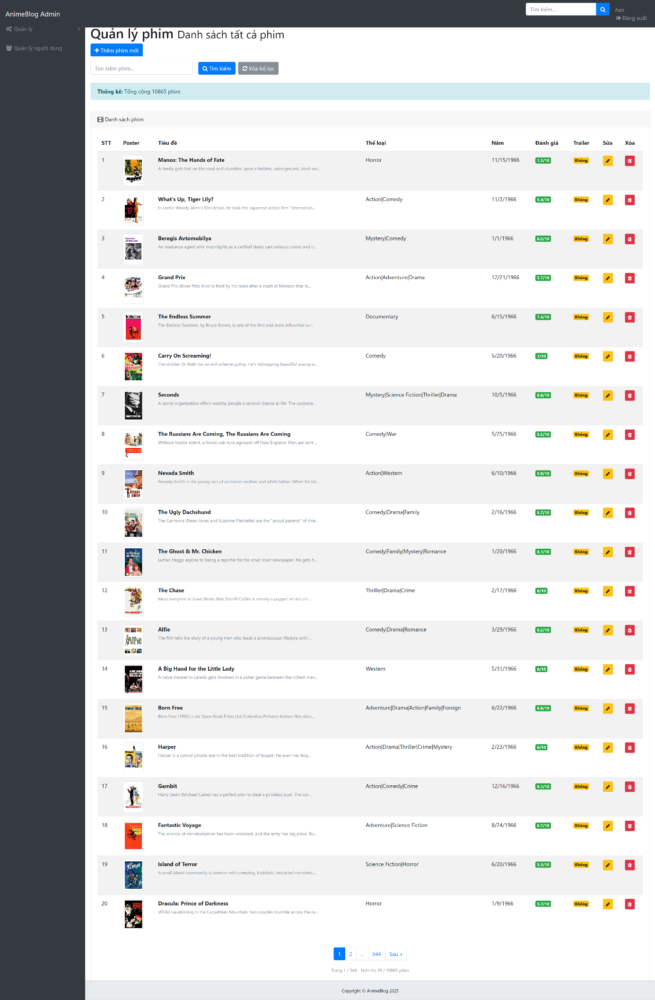 AnimeBlog Admin
Tìm kiếm...
han
Đăng xuất
Quản lý
Quản lý người dùng
Quản lý phim Danh sách tất cả phim
Thêm phim mới
Tìm kiếm phim...
Tìm kiếm
Xóa bộ lọc
Thống kê: Tổng cộng 10865 phim
Danh sách phim
STT Poster Tiêu đề Thể loại Năm Đánh giá Trailer Sửa Xóa
1 Manos: The Hands of Fate Horror 11/15/1966 1.5/10 Không
A family gets lost on the road and stumbles upon a hidden, underground, devil-wo...
2 What's Up, Tiger Lily? Action|Comedy 11/2/1966 5.4/10 Không
In comic Woody Allen's film debut, he took the Japanese action film "Internation...
3 Beregis Avtomobilya Mystery|Comedy 1/1/1966 6.5/10 Không
An insurance agent who moonlights as a carthief steals cars various crooks and n...
4 Grand Prix Action|Adventure|Drama 12/21/1966 5.7/10 Không
Grand Prix driver Pete Aron is fired by his team after a crash at Monaco that in...
5 The Endless Summer Documentary 6/15/1966 7.4/10 Không
The Endless Summer, by Bruce Brown, is one of the first and most influential sur...
6 Carry On Screaming! Comedy 5/20/1966 7/10 Không
The sinister Dr Watt has an evil scheme going. He's kidnapping beautiful young w...
7 Seconds Mystery|Science Fiction|Thriller|Drama 10/5/1966 6.6/10 Không
A secret organisation offers wealthy people a second chance at life. The custome...
8 The Russians Are Coming, The Russians Are Coming Comedy|War 5/25/1966 5.5/10 Không
Without hostile intent, a Soviet sub runs aground off New England. Men are sent ...
9 Nevada Smith Action|Western 6/10/1966 5.9/10 Không
Nevada Smith is the young son of an Indian mother and white father. When his fat...
10 The Ugly Dachshund Comedy|Drama|Family 2/16/1966 5.7/10 Không
The Garrisons (Dean Jones and Suzanne Pleshette) are the "proud parents" of thre...
11 The Ghost & Mr. Chicken Comedy|Family|Mystery|Romance 1/20/1966 6.1/10 Không
Luther Heggs aspires to being a reporter for his small town newspaper. He gets h...
12 The Chase Thriller|Drama|Crime 2/17/1966 6/10 Không
Most everyone in town thinks that Sheriff Calder is merely a puppet of rich oil-...
13 Alfie Comedy|Drama|Romance 3/29/1966 6.2/10 Không
The film tells the story of a young man who leads a promiscuous lifestyle until ...
14 A Big Hand for the Little Lady Western 5/31/1966 6/10 Không
A naive traveler in Laredo gets involved in a poker game between the richest men...
15 Born Free Adventure|Drama|Action|Family|Foreign 6/22/1966 6.6/10 Không
Born Free (1966) is an Open Road Films Ltd./Columbia Pictures feature film starr...
16 Harper Action|Drama|Thriller|Crime|Mystery 2/23/1966 6/10 Không
Harper is a cynical private eye in the best tradition of Bogart. He even has Bog...
17 Gambit Action|Comedy|Crime 12/16/1966 6.1/10 Không
Harry Dean (Michael Caine) has a perfect plan to steal a priceless bust. The cor...
18 Fantastic Voyage Adventure|Science Fiction 8/24/1966 6.7/10 Không
The science of miniaturization has been unlocked, and the army has big plans. Bu...
19 Island of Terror Science Fiction|Horror 6/20/1966 5.3/10 Không
A small island community is overrun with creeping, blobbish, tentacled monsters ...
20 Dracula: Prince of Darkness Horror 1/9/1966 5.7/10 Không
Whilst vacationing in the Carpathian Mountain, two couples stumble across the re...
1 2 ... 544 Sau »
Trang 1 / 544 - Hiển thị 20 / 10865 phim
Copyright © AnimeBlog 2025